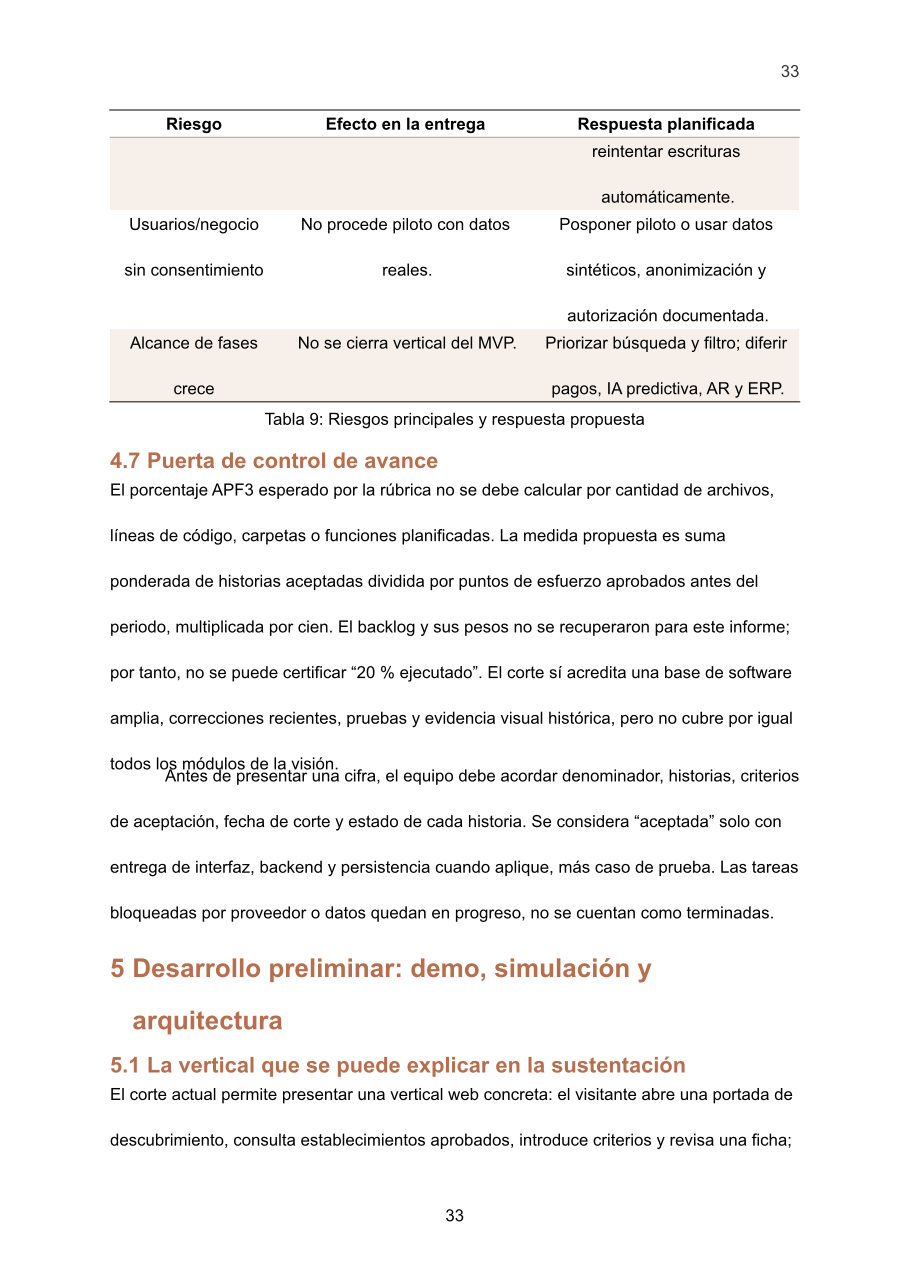 33
Riesgo Efecto en la entrega Respuesta planificada
reintentar escrituras
automáticamente.
Usuarios/negocio No procede piloto con datos Posponer piloto o usar datos
sin consentimiento reales. sintéticos, anonimización y
autorización documentada.
Alcance de fases No se cierra vertical del MVP. Priorizar búsqueda y filtro; diferir
crece pagos, IA predictiva, AR y ERP.
Tabla 9: Riesgos principales y respuesta propuesta
4.7 Puerta de control de avance
El porcentaje APF3 esperado por la rúbrica no se debe calcular por cantidad de archivos,
líneas de código, carpetas o funciones planificadas. La medida propuesta es suma
ponderada de historias aceptadas dividida por puntos de esfuerzo aprobados antes del
periodo, multiplicada por cien. El backlog y sus pesos no se recuperaron para este informe;
por tanto, no se puede certificar “20 % ejecutado”. El corte sí acredita una base de software
amplia, correcciones recientes, pruebas y evidencia visual histórica, pero no cubre por igual
todos los módulos de la visión.
Antes de presentar una cifra, el equipo debe acordar denominador, historias, criterios
de aceptación, fecha de corte y estado de cada historia. Se considera “aceptada” solo con
entrega de interfaz, backend y persistencia cuando aplique, más caso de prueba. Las tareas
bloqueadas por proveedor o datos quedan en progreso, no se cuentan como terminadas.
5 Desarrollo preliminar: demo, simulación y
arquitectura
5.1 La vertical que se puede explicar en la sustentación
El corte actual permite presentar una vertical web concreta: el visitante abre una portada de
descubrimiento, consulta establecimientos aprobados, introduce criterios y revisa una ficha;
33